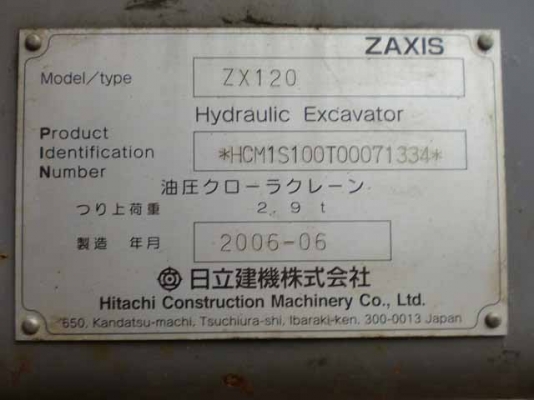 ZAXIS
Model/type ZX120
Hydraulic Excavator
Product
Identification *HCM1S100T00071334*
Number
油圧クローラクレーン
つり上荷重 2.9 t
製造 年月 2006-06
日立建機株式会社
Hitachi Construction Machinery Co., Ltd.
650, Kandatsu-machi, Tsuchiura-shi, Ibaraki-ken, 300-0013 Japan